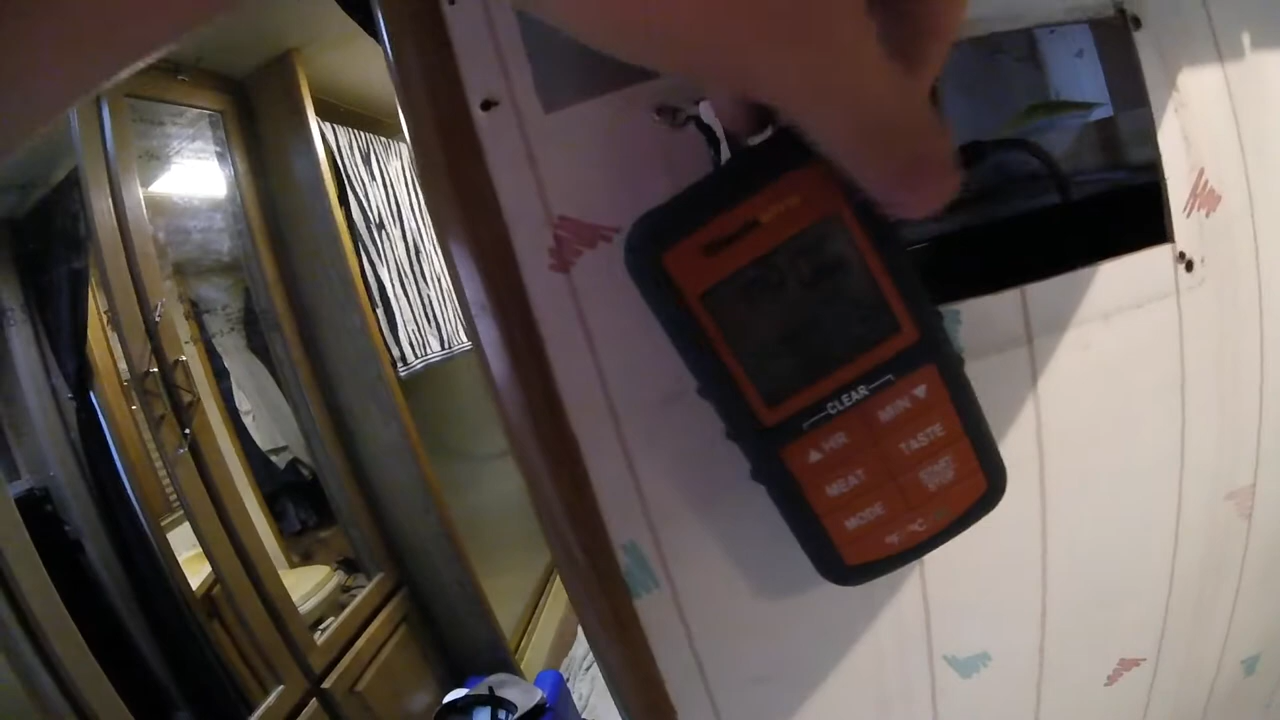 CLEAR
▲HR MIN▼
MEAT TASTE
MODE START STOP
°F/°C